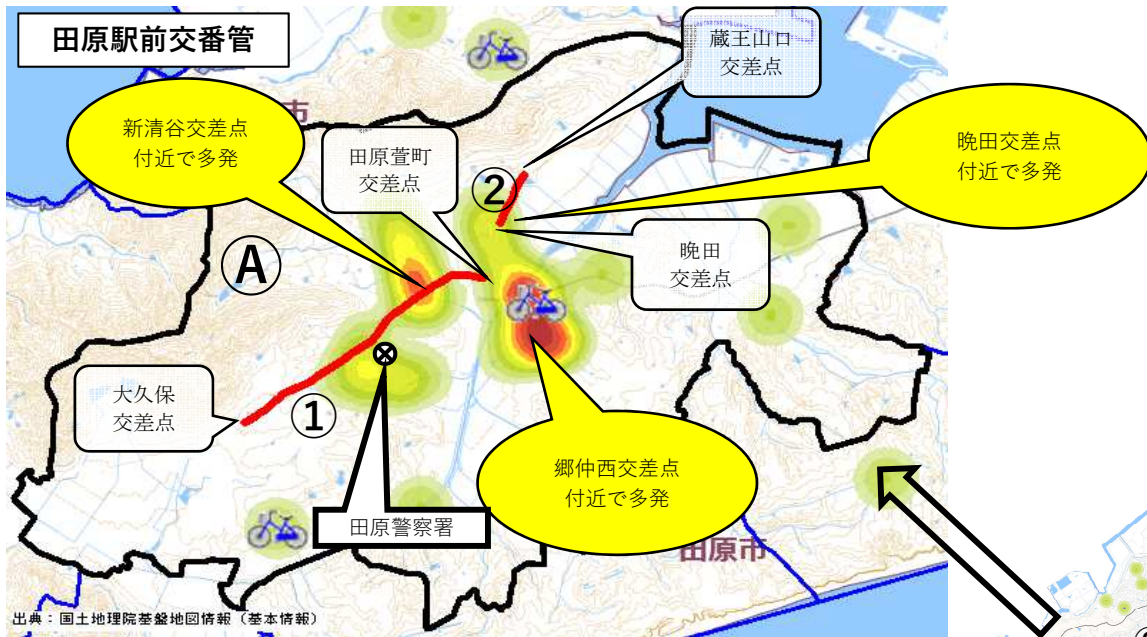 田原駅前交番管
蔵王山口
交差点
市
新清谷交差点
付近で多発
田原萱町
交差点
晩田交差点
付近で多発
②
晩田
交差点
Ⓐ
大久保
交差点
①
郷仲西交差点
付近で多発
田原警察署
田原市
出典：国土地理院基盤地図情報（基本情報）